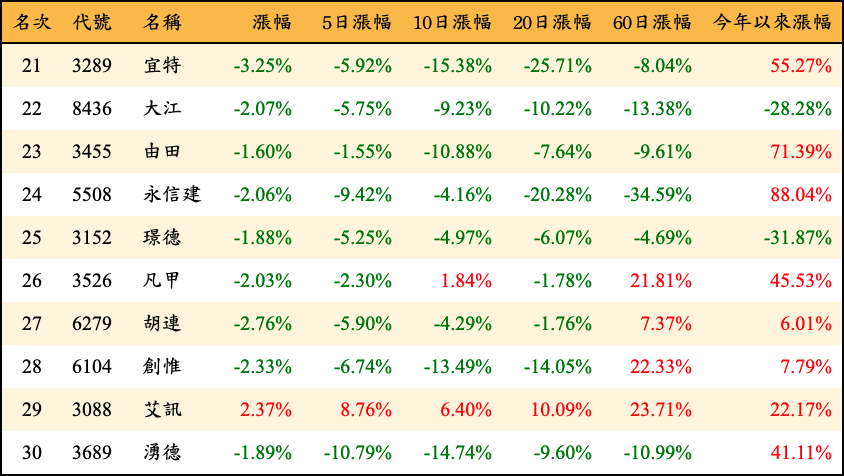 名次 代號 名稱 漲幅 5日漲幅 10日漲幅 20日漲幅 60日漲幅 今年以來漲幅
21 3289 宜特 -3.25% -5.92% -15.38% -25.71% -8.04% 55.27%
22 8436 大江 -2.07% -5.75% -9.23% -10.22% -13.38% -28.28%
23 3455 由田 -1.60% -1.55% -10.88% -7.64% -9.61% 71.39%
24 5508 永信建 -2.06% -9.42% -4.16% -20.28% -34.59% 88.04%
25 3152 璟德 -1.88% -5.25% -4.97% -6.07% -4.69% -31.87%
26 3526 凡甲 -2.03% -2.30% 1.84% -1.78% 21.81% 45.53%
27 6279 胡連 -2.76% -5.90% -4.29% -1.76% 7.37% 6.01%
28 6104 創惟 -2.33% -6.74% -13.49% -14.05% 22.33% 7.79%
29 3088 艾訊 2.37% 8.76% 6.40% 10.09% 23.71% 22.17%
30 3689 湧德 -1.89% -10.79% -14.74% -9.60% -10.99% 41.11%